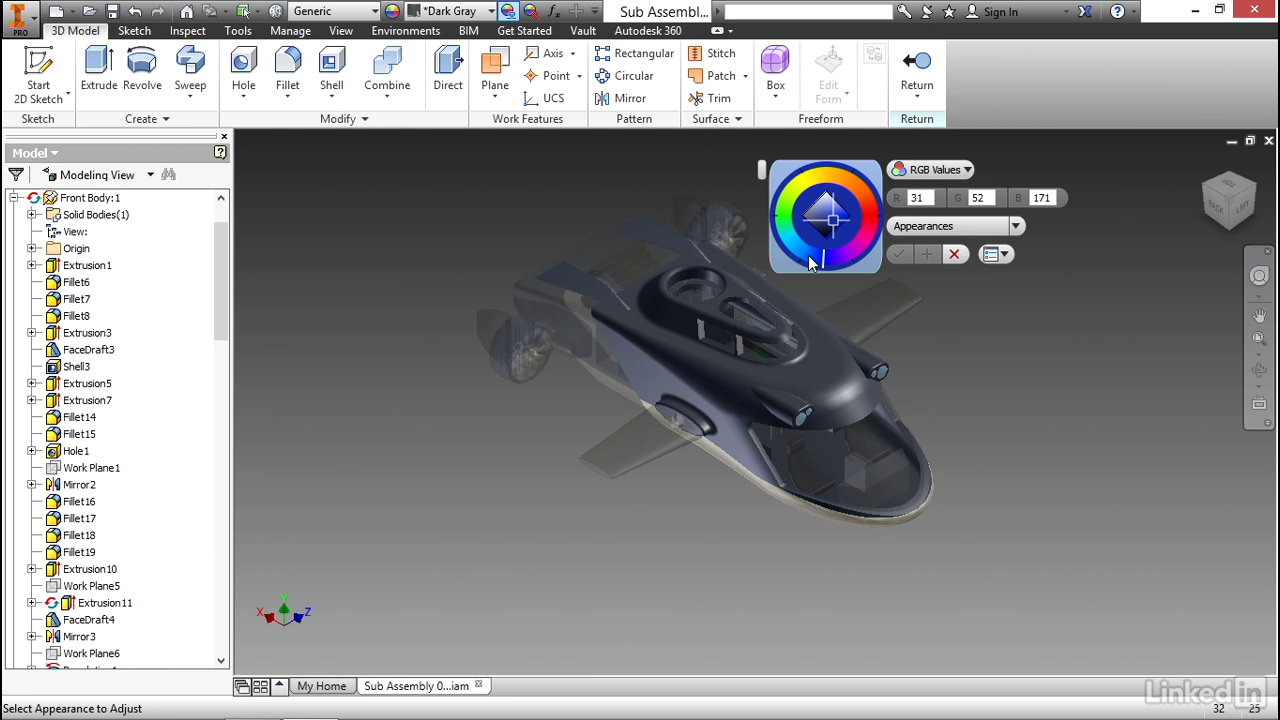 Generic
*Dark Gray
Sub Assembl...
Sign In
PRO
3D Model
Sketch
Inspect
Tools
Manage
View
Environments
BIM
Get Started
Vault
Autodesk 360
Start
2D Sketch
Extrude
Revolve
Sweep
Hole
Fillet
Shell
Combine
Direct
Plane
Axis
Point
UCS
Rectangular
Circular
Mirror
Stitch
Patch
Trim
Box
Edit
Form
Return
Sketch
Create
Modify
Work Features
Pattern
Surface
Freeform
Return
Model
Modeling View
Front Body:1
Solid Bodies(1)
View:
Origin
Extrusion1
Fillet6
Fillet7
Fillet8
Extrusion3
FaceDraft3
Shell3
Extrusion5
Extrusion7
Fillet14
Fillet15
Hole1
Work Plane1
Mirror2
Fillet16
Fillet17
Fillet18
Fillet19
Extrusion10
Work Plane5
Extrusion11
FaceDraft4
Mirror3
Work Plane6
RGB Values
R 31 G 52 B 171
Appearances
LEFT
X
Y
Z
My Home
Sub Assembly 0...iam
LinkedIn
Select Appearance to Adjust
32
25